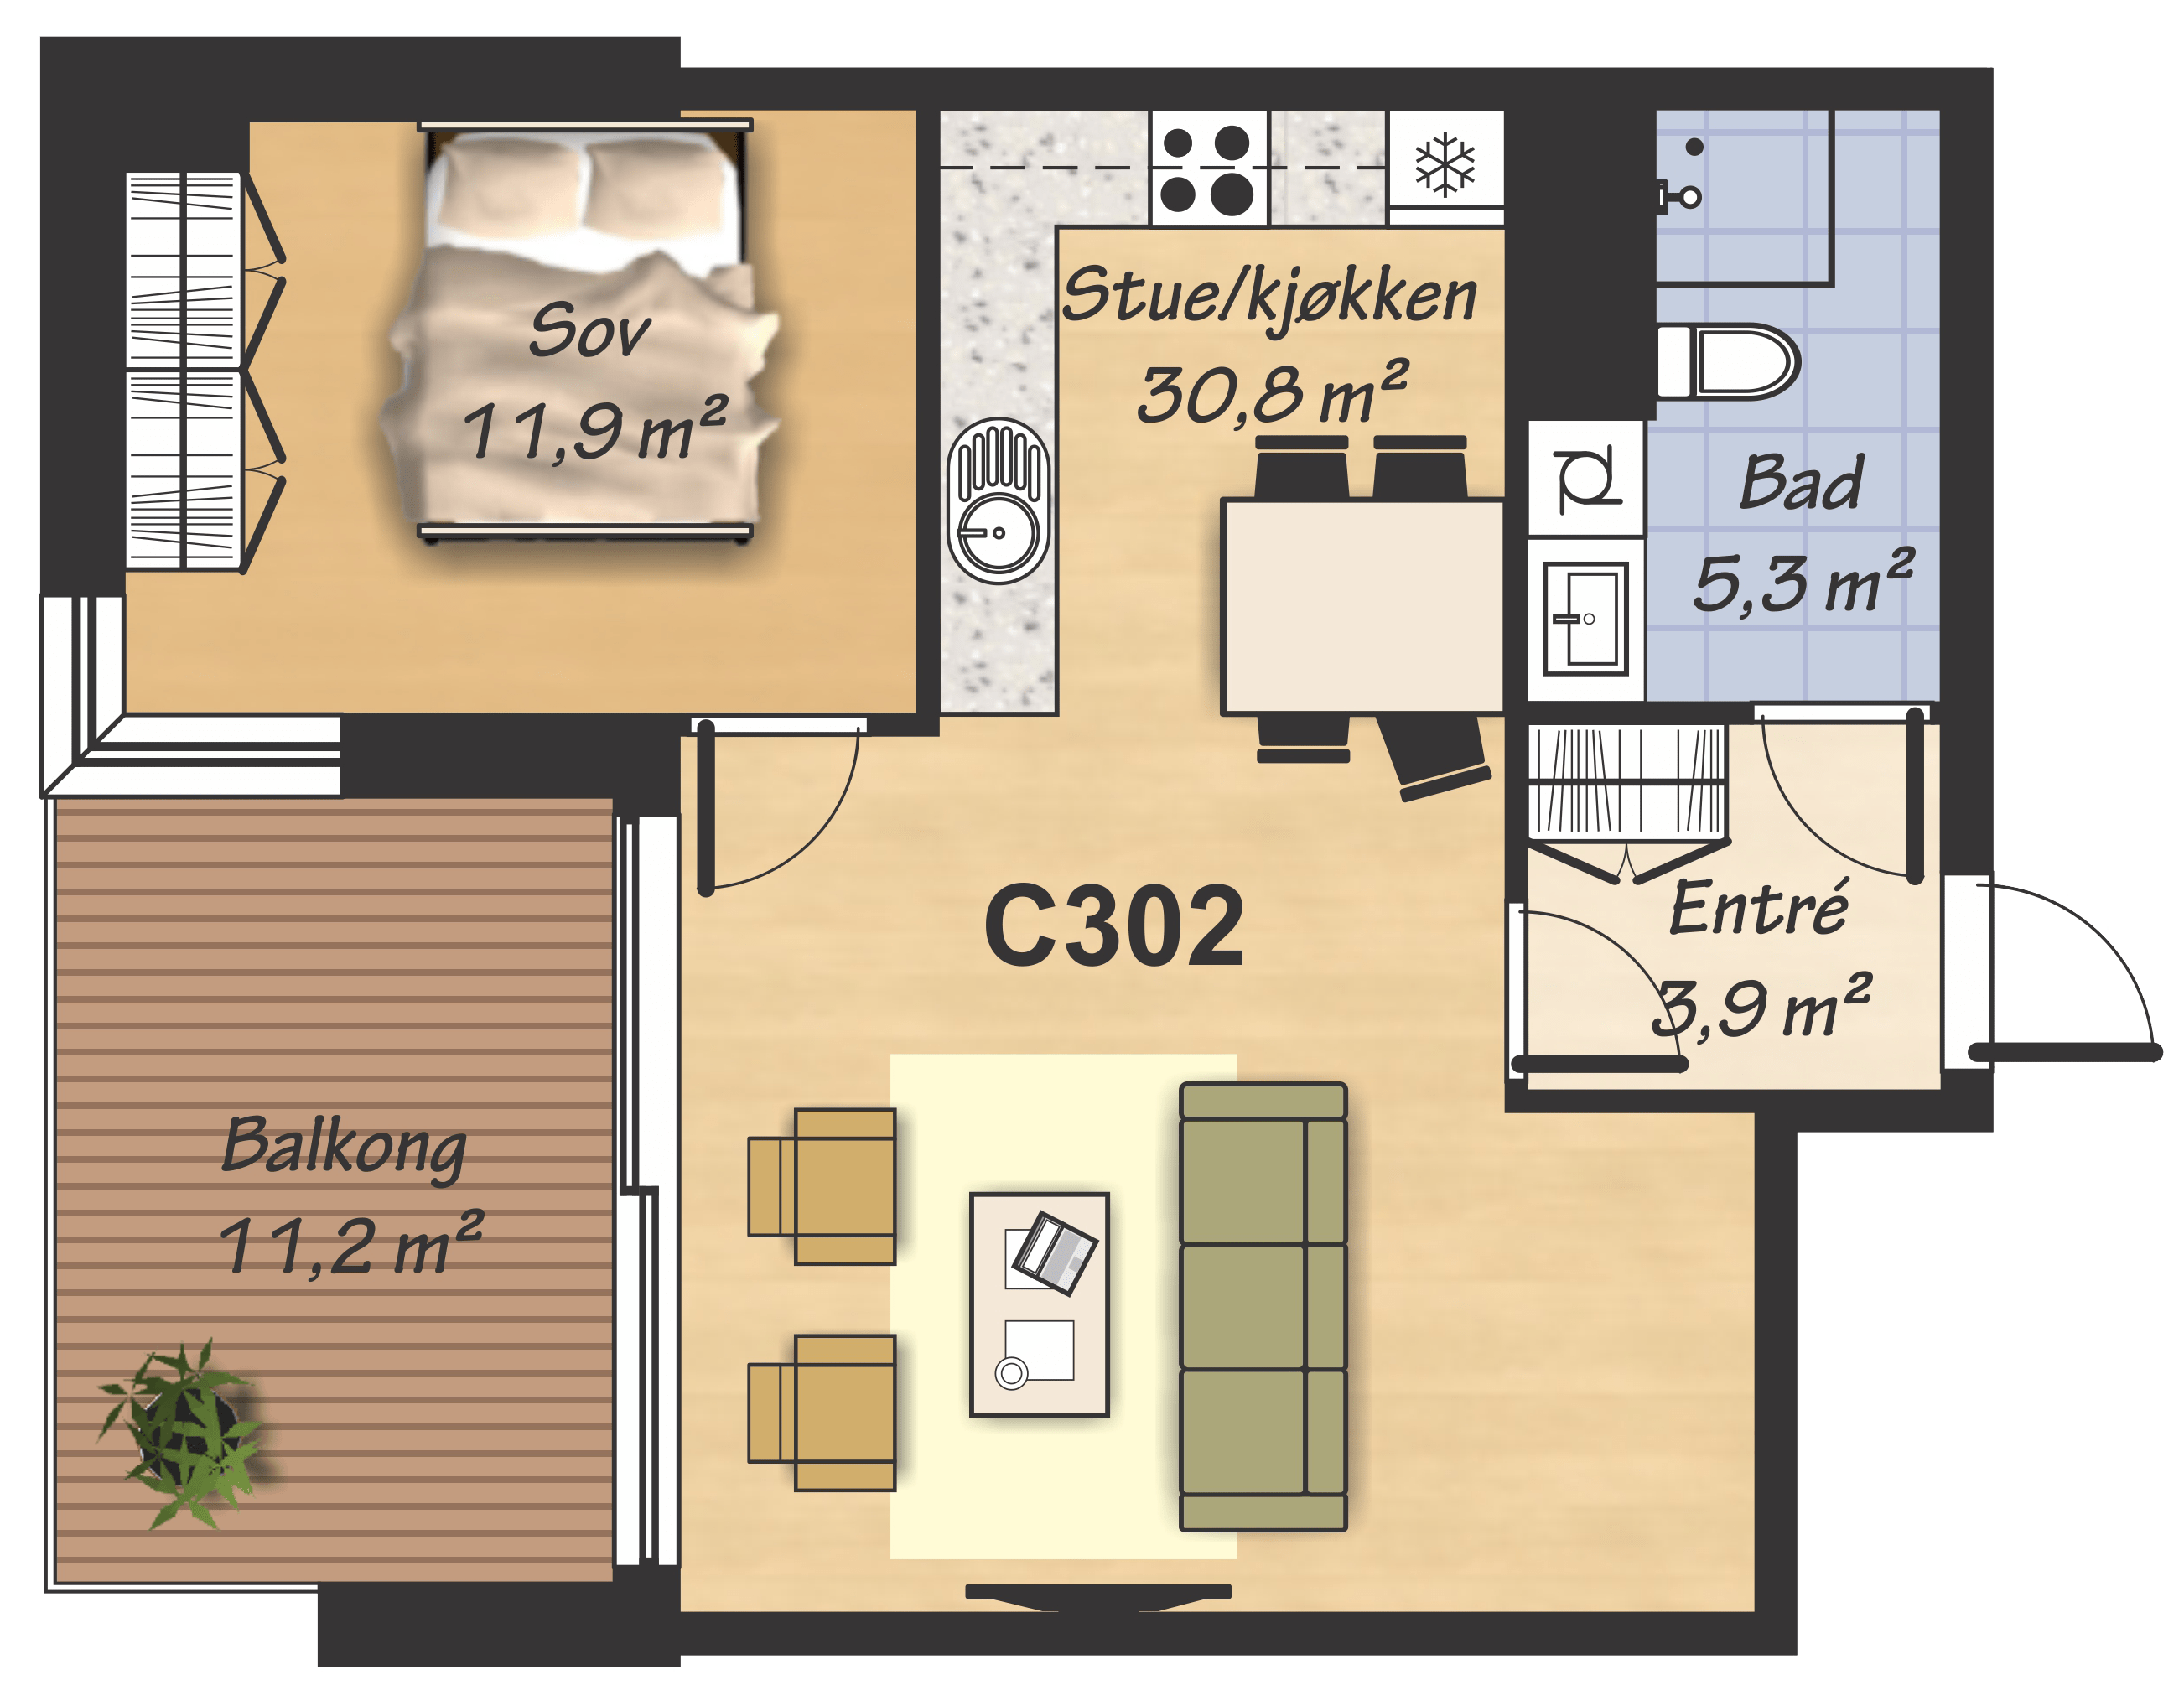 Sov
11,9 m²
Stue/kjøkken
30,8 m²
Bad
5,3 m²
C302
Entré
3,9 m²
Balkong
11,2 m²